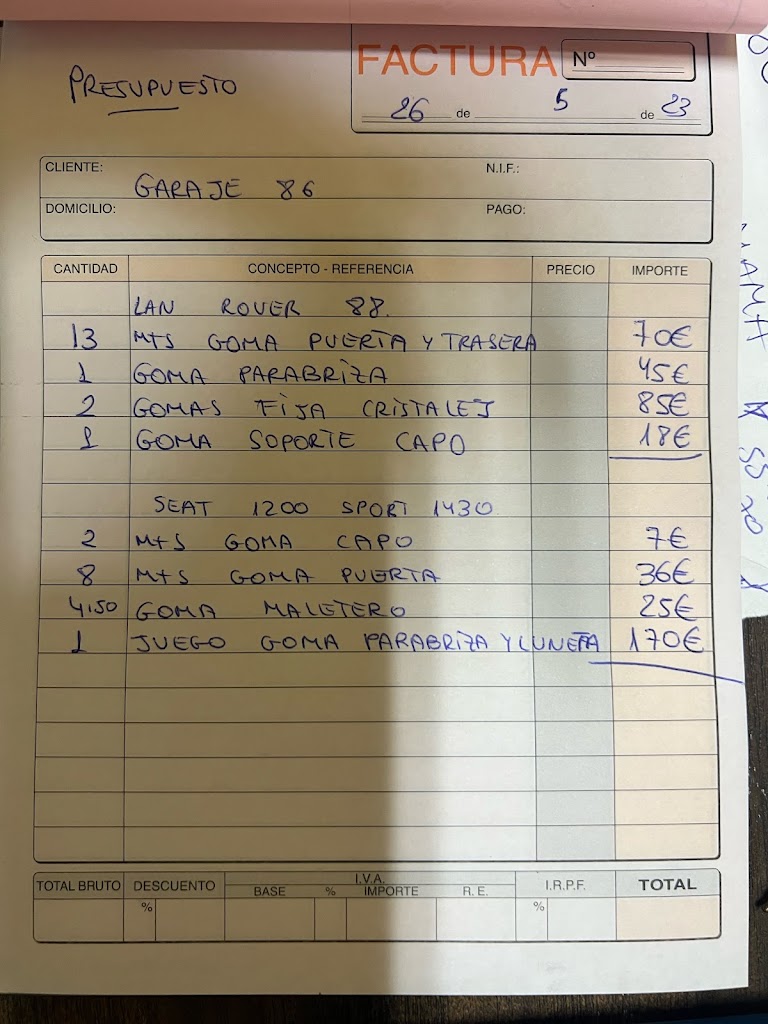 PRESUPUESTO
FACTURA Nº
26 de 5 de 23
CLIENTE: GARAJE 86 N.I.F.:
DOMICILIO: PAGO:
CANTIDAD CONCEPTO - REFERENCIA PRECIO IMPORTE
LAN ROVER 88.
13 MTS GOMA PUERTA Y TRASERA 70€
1 GOMA PARABRIZA 45€
2 GOMAS FIJA CRISTALES 85€
1 GOMA SOPORTE CAPO 18€
SEAT 1200 SPORT 1430
2 MTS GOMA CAPO 7€
8 MTS GOMA PUERTA 36€
4,50 GOMA MALETERO 25€
1 JUEGO GOMA PARABRIZA Y LUNETA 170€
TOTAL BRUTO DESCUENTO I.V.A. I.R.P.F. TOTAL
BASE % IMPORTE R. E.
% %